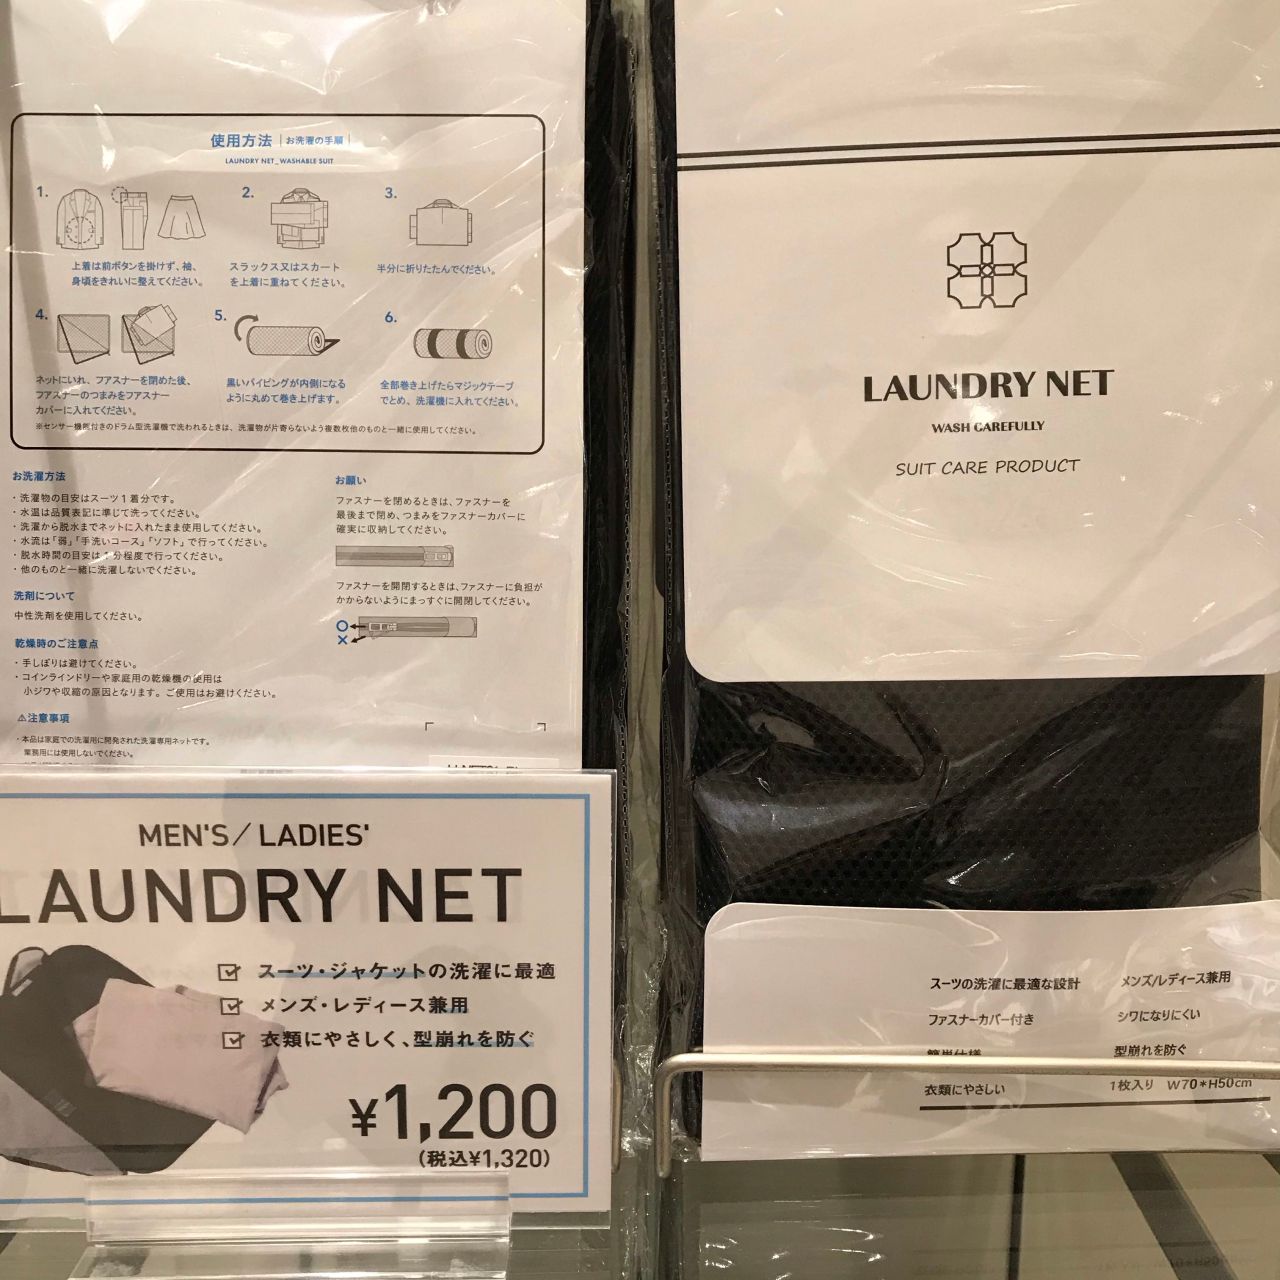 使用方法 | お洗濯の手順 |
LAUNDRY NET_WASHABLE SUIT
1.
2.
3.
上着は前ボタンを掛けず、袖、
身頃をきれいに整えてください。
スラックス又はスカート
を上着に重ねてください。
半分に折りたたんでください。
4.
5.
6.
ネットにいれ、ファスナーを閉めた後、
ファスナーのつまみをファスナー
カバーに入れてください。
黒いパイピングが内側になる
ように丸めて巻き上げます。
全部巻き上げたらマジックテープ
でとめ、洗濯機に入れてください。
※センサー機能付きのドラム型洗濯機で洗われるときは、洗濯物が片寄らないよう複数枚他のものと一緒に使用してください。
お洗濯方法
・洗濯物の目安はスーツ1着分です。
・水温は品質表記に準じて洗ってください。
・洗濯から脱水までネットに入れたまま使用してください。
・水流は「弱」「手洗いコース」「ソフト」で行ってください。
・脱水時間の目安は1分程度で行ってください。
・他のものと一緒に洗濯しないでください。
洗剤について
中性洗剤を使用してください。
乾燥時のご注意点
・手しぼりは避けてください。
・コインランドリーや家庭用の乾燥機の使用は
小ジワや収縮の原因となります。ご使用はお避けください。
⚠注意事項
・本品は家庭での洗濯用に開発された洗濯専用ネットです。
業務用には使用しないでください。
お願い
ファスナーを閉めるときは、ファスナーを
最後まで閉め、つまみをファスナーカバーに
確実に収納してください。
ファスナーを開閉するときは、ファスナーに負担が
かからないようにまっすぐに開閉してください。
○
×
MEN'S/LADIES'
LAUNDRY NET
スーツ・ジャケットの洗濯に最適
メンズ・レディース兼用
衣類にやさしく、型崩れを防ぐ
¥1,200
(税込¥1,320)
LAUNDRY NET
WASH CAREFULLY
SUIT CARE PRODUCT
スーツの洗濯に最適な設計
メンズ/レディース兼用
ファスナーカバー付き
シワになりにくい
簡単仕様
型崩れを防ぐ
衣類にやさしい
1枚入り W70*H50cm